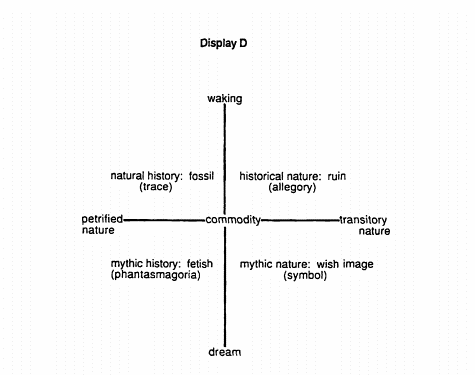 Display D
waking
natural history: fossil
(trace)
historical nature: ruin
(allegory)
petrified
nature
commodity
transitory
nature
mythic history: fetish
(phantasmagoria)
mythic nature: wish image
(symbol)
dream